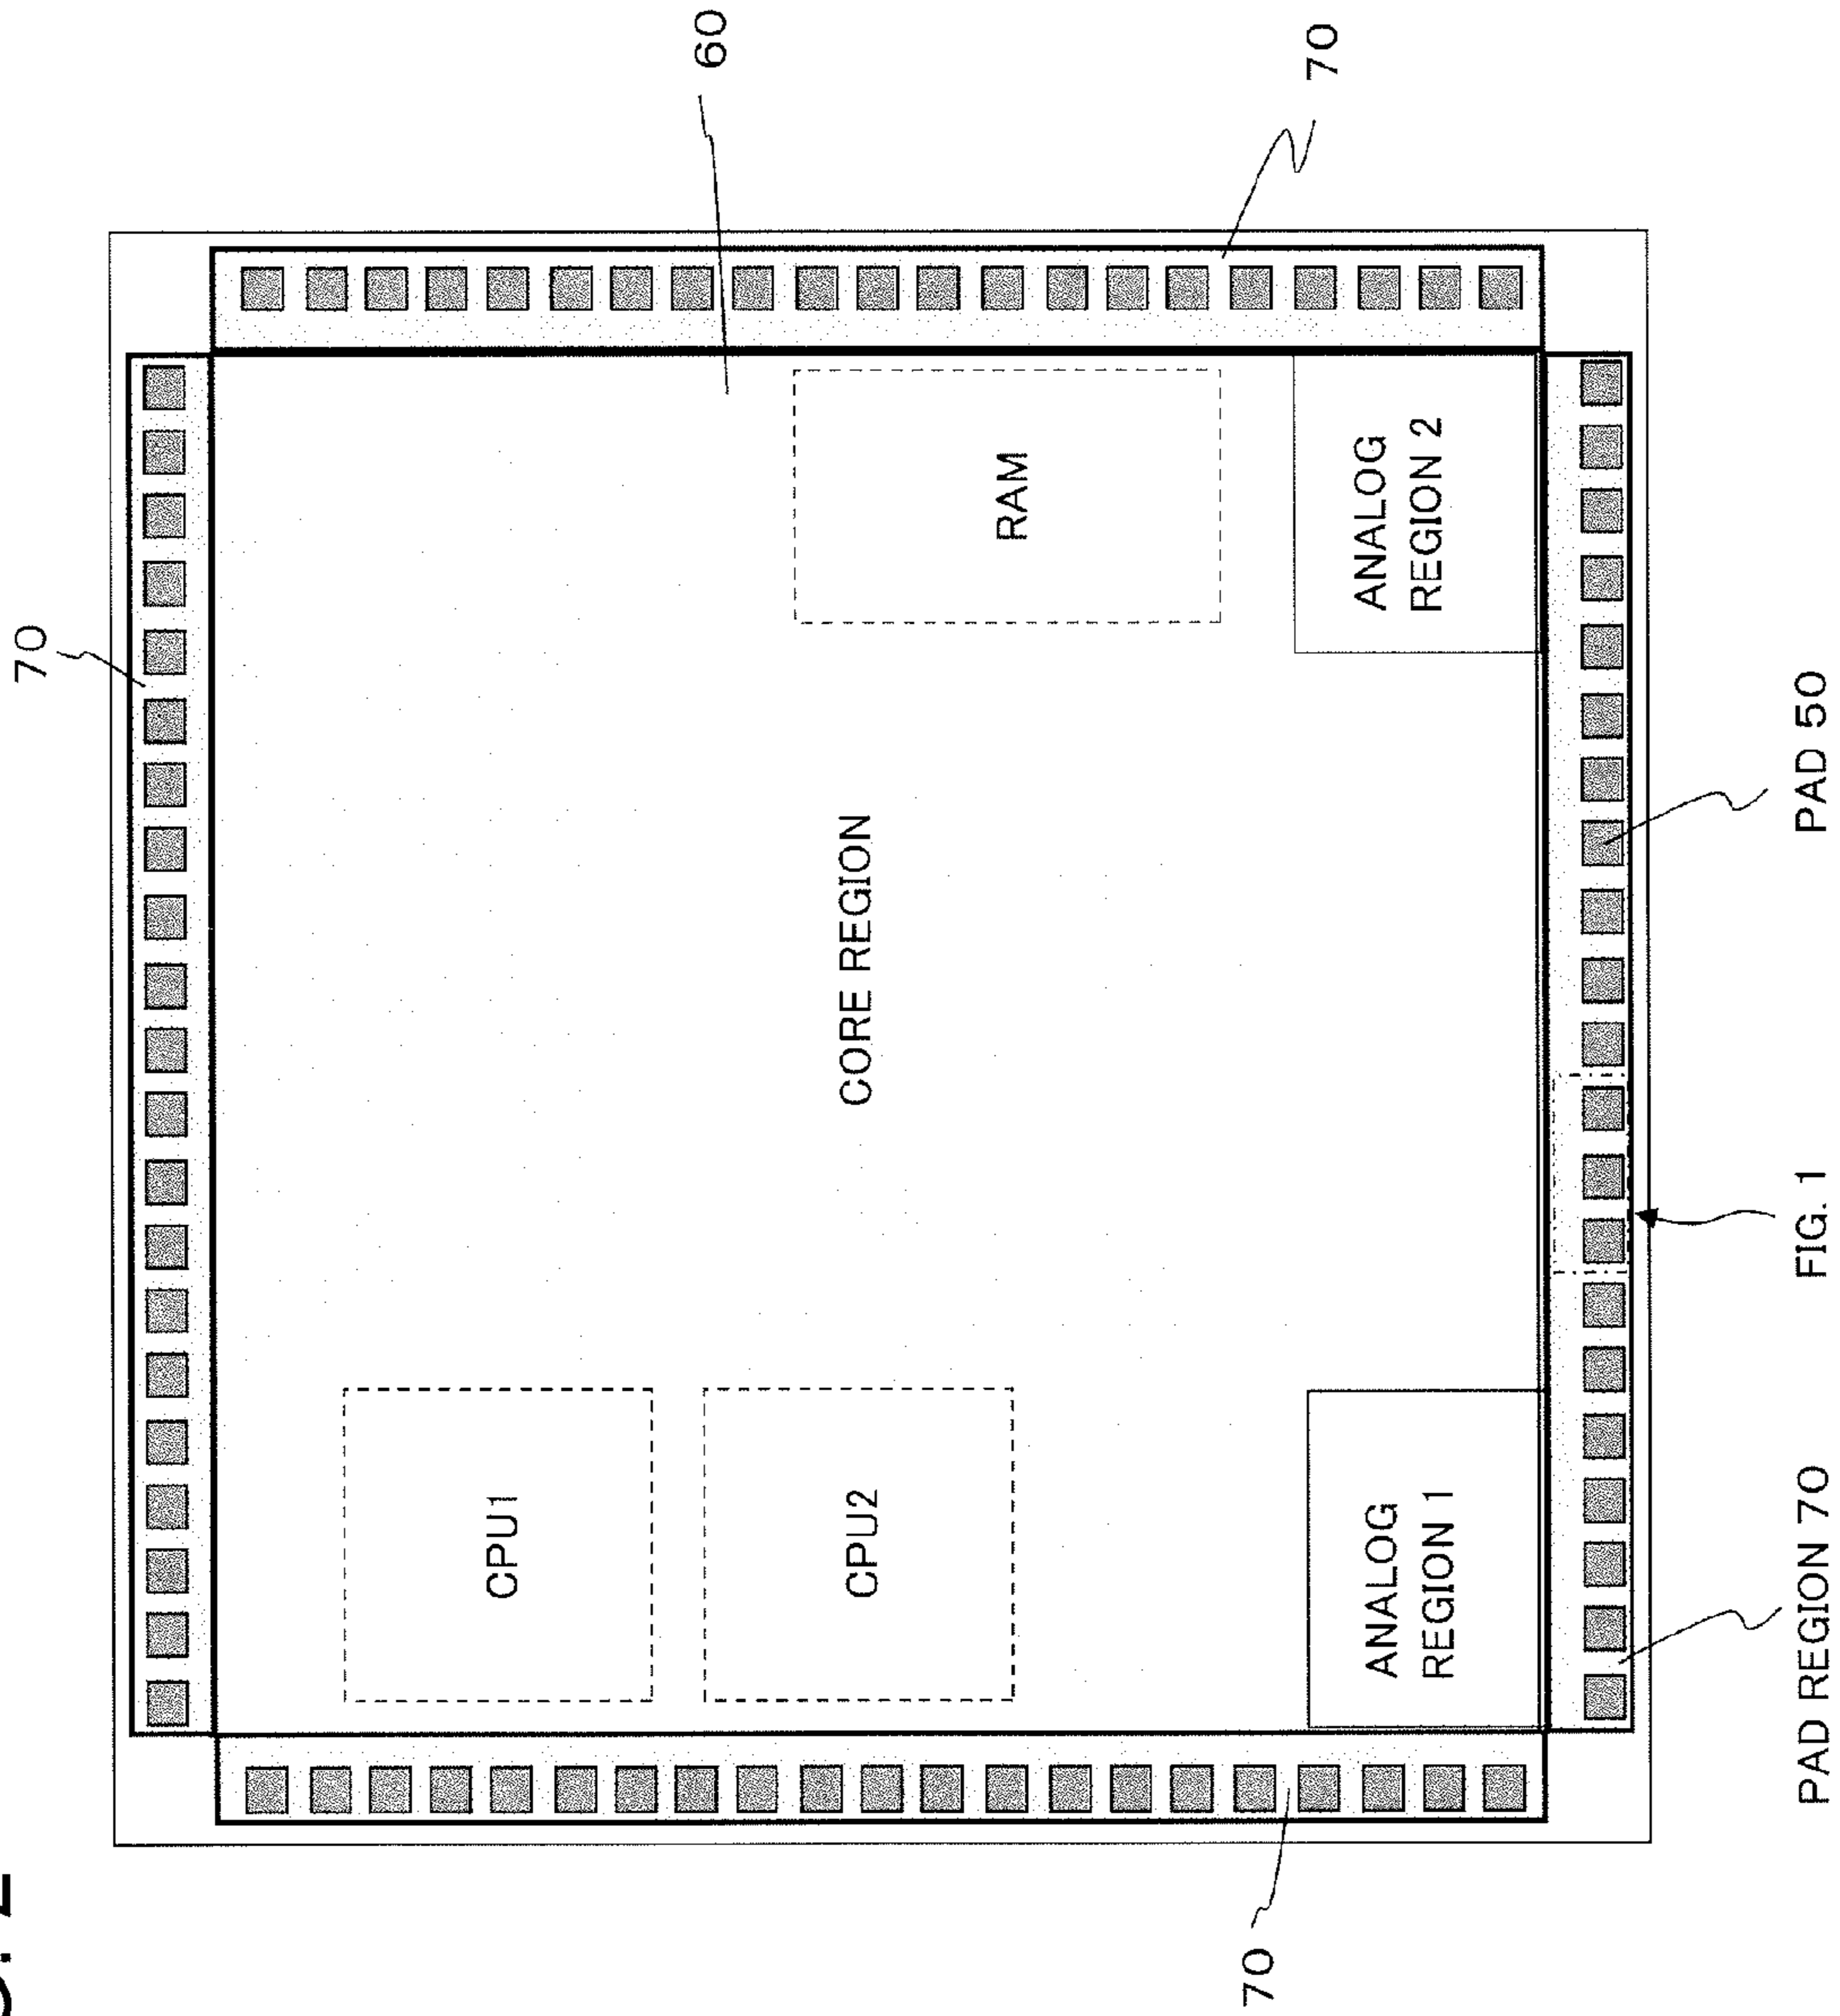 70
CPU1
60
CPU2
CORE REGION
RAM
70
70
ANALOG
REGION 1
ANALOG
REGION 2
PAD REGION 70
FIG. 1
PAD 50